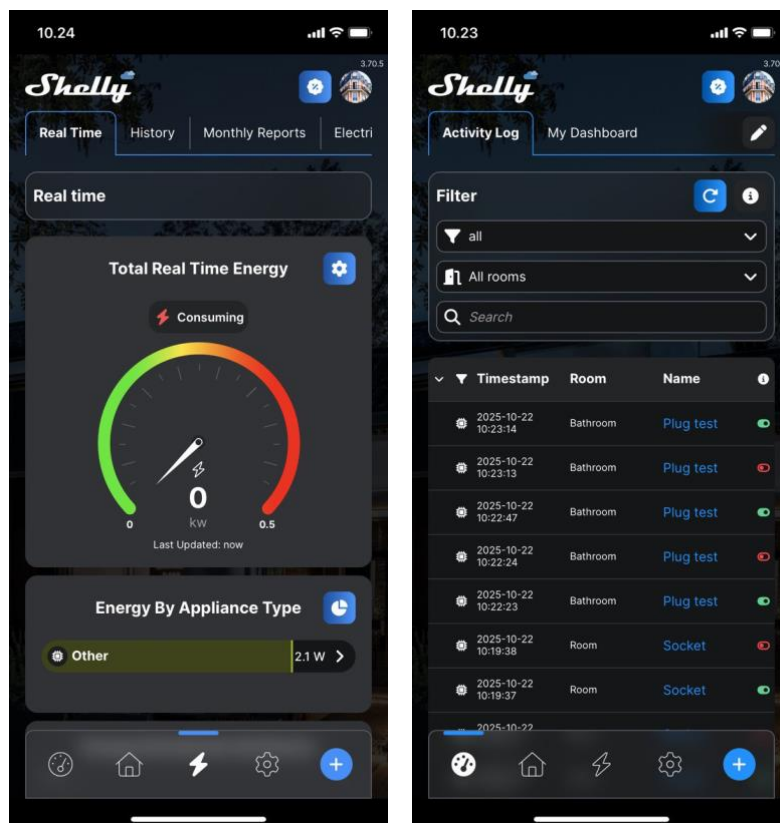 10.24
3.70.5
Shelly
Real Time History Monthly Reports Electri
Real time
Total Real Time Energy
Consuming
0
kw
0 0.5
Last Updated: now
Energy By Appliance Type
Other 2.1 W
10.23
3.70
Shelly
Activity Log My Dashboard
Filter
all
All rooms
Search
Timestamp Room Name
2025-10-22
10:23:14 Bathroom Plug test
2025-10-22
10:23:13 Bathroom Plug test
2025-10-22
10:22:47 Bathroom Plug test
2025-10-22
10:22:24 Bathroom Plug test
2025-10-22
10:22:23 Bathroom Plug test
2025-10-22
10:19:38 Room Socket
2025-10-22
10:19:37 Room Socket
2025-10-22